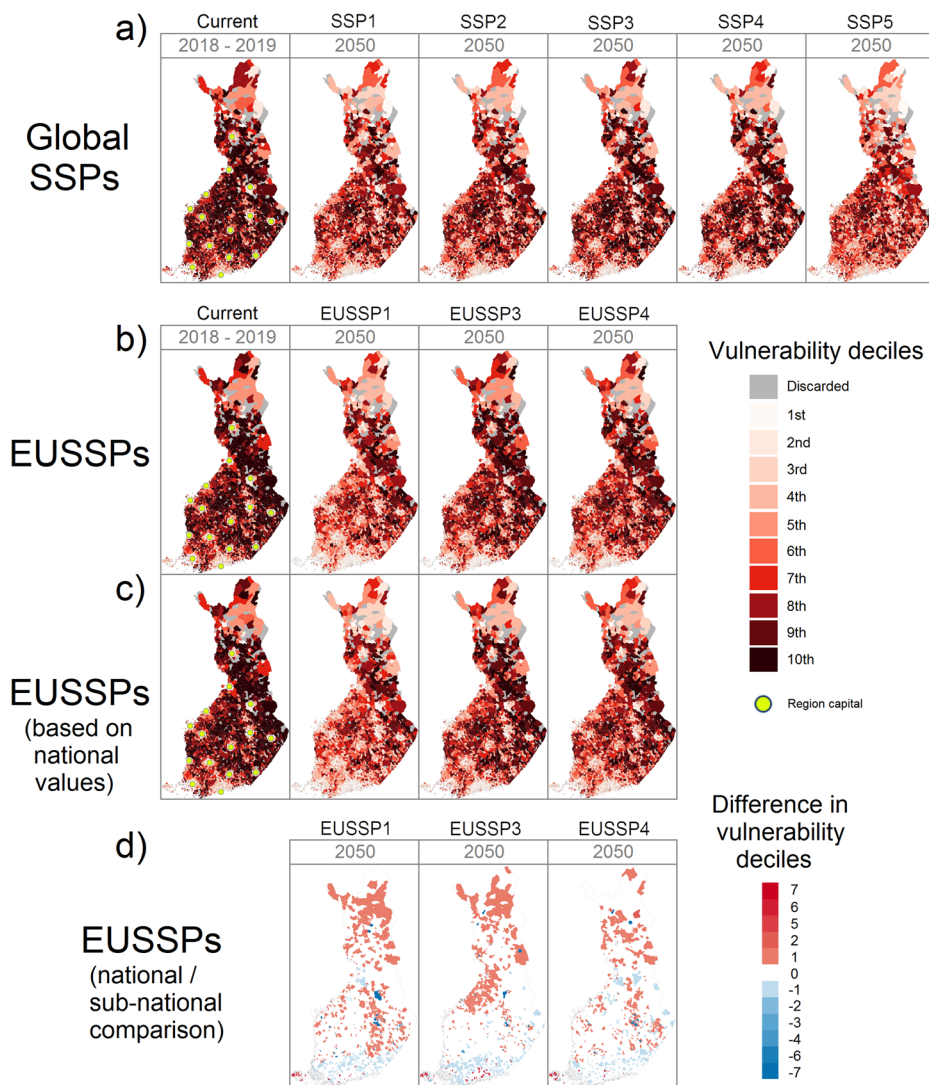 a)
Current
SSP1
SSP2
SSP3
SSP4
SSP5
2018 - 2019
2050
2050
2050
2050
2050
Global
SSPs
b)
Current
EUSSP1
EUSSP3
EUSSP4
2018 - 2019
2050
2050
2050
EUSSPs
c)
EUSSPs
(based on
national
values)
Vulnerability deciles
Discarded
1st
2nd
3rd
4th
5th
6th
7th
8th
9th
10th
Region capital
d)
EUSSP1
EUSSP3
EUSSP4
2050
2050
2050
EUSSPs
(national /
sub-national
comparison)
Difference in
vulnerability
deciles
7
6
5
2
1
0
-1
-2
-3
-4
-6
-7